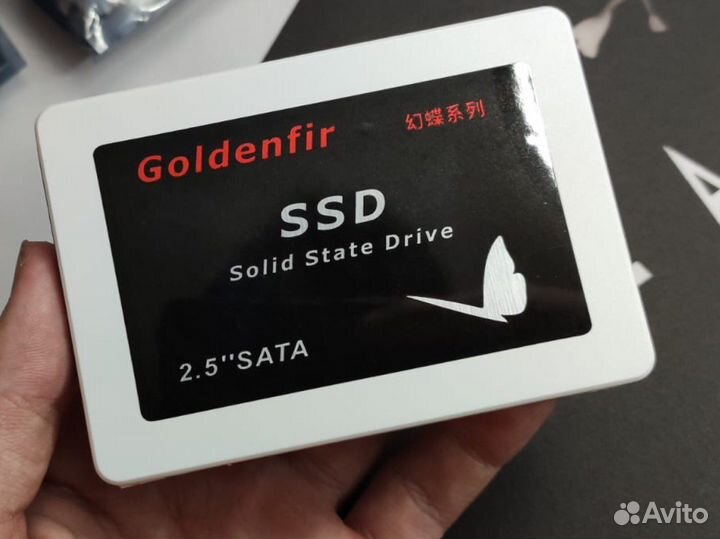 Goldenfir 幻蝶系列
SSD
Solid State Drive
2.5''SATA
Avito